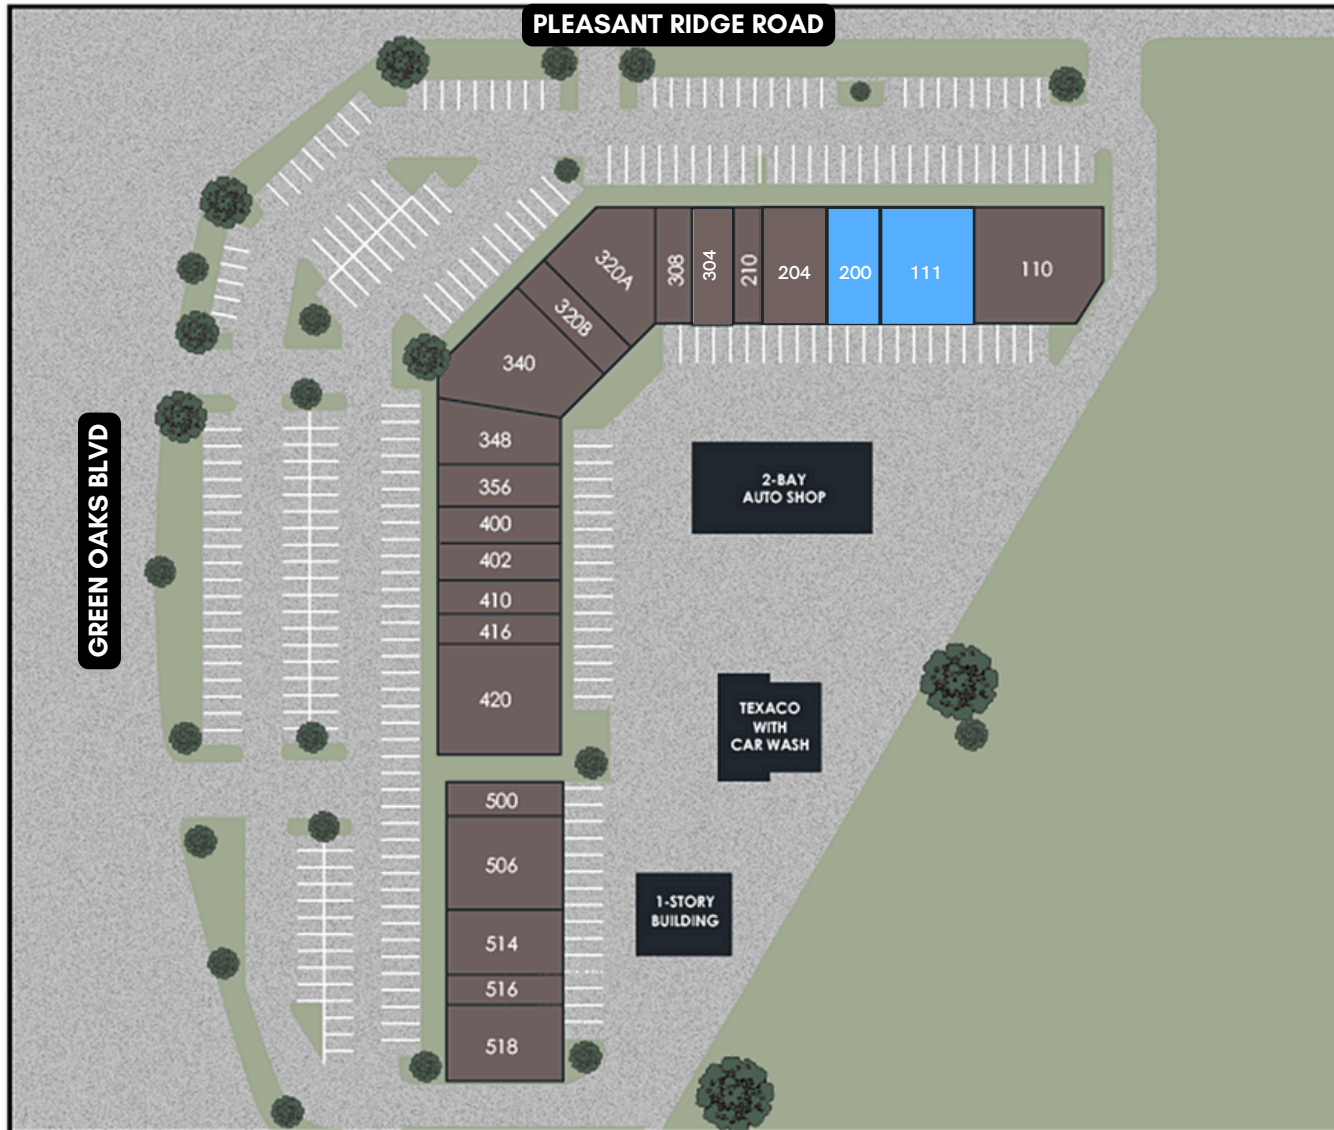 PLEASANT RIDGE ROAD
320A
308
304
210
204
200
111
110
320B
340
GREEN OAKS BLVD
348
356
400
402
410
416
420
2-BAY
AUTO SHOP
TEXACO
WITH
CAR WASH
500
506
514
516
518
1-STORY
BUILDING